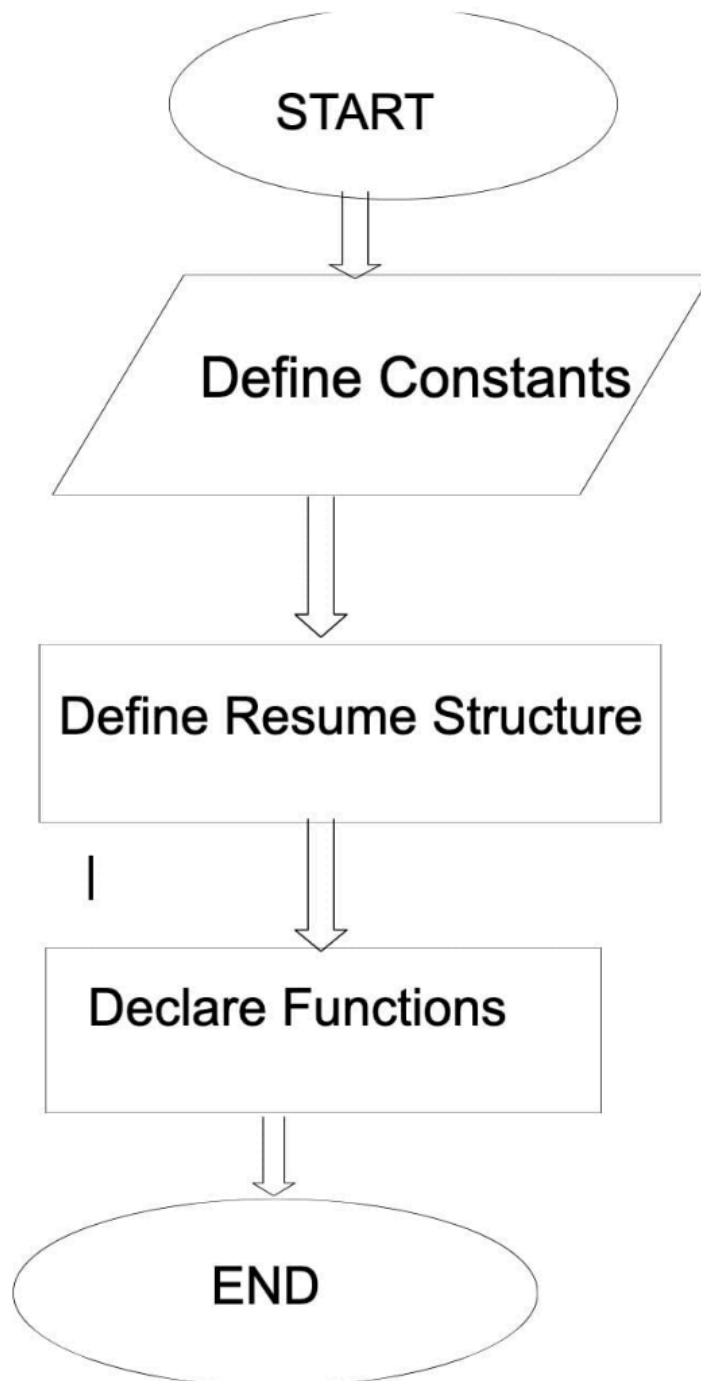 START
Define Constants
Define Resume Structure
|
Declare Functions
END